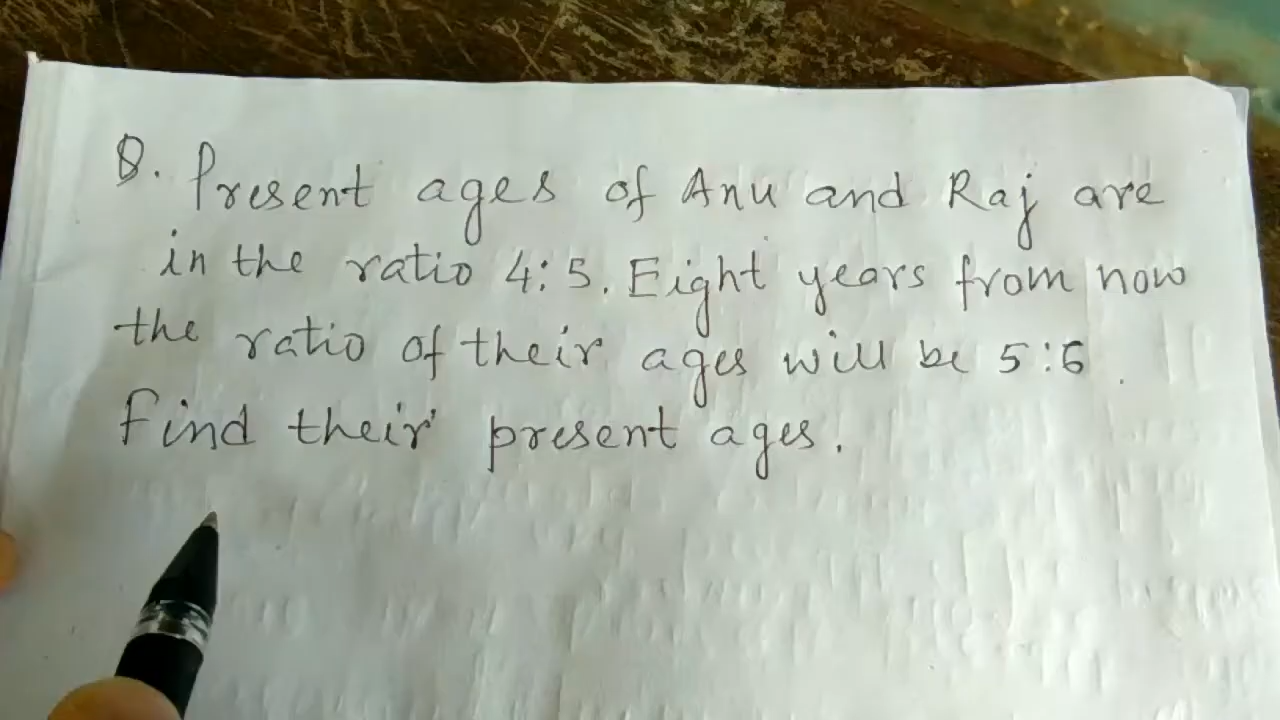 Q. Present ages of Anu and Raj are
in the ratio 4:5. Eight years from now
the ratio of their ages will be 5:6.
Find their present ages.